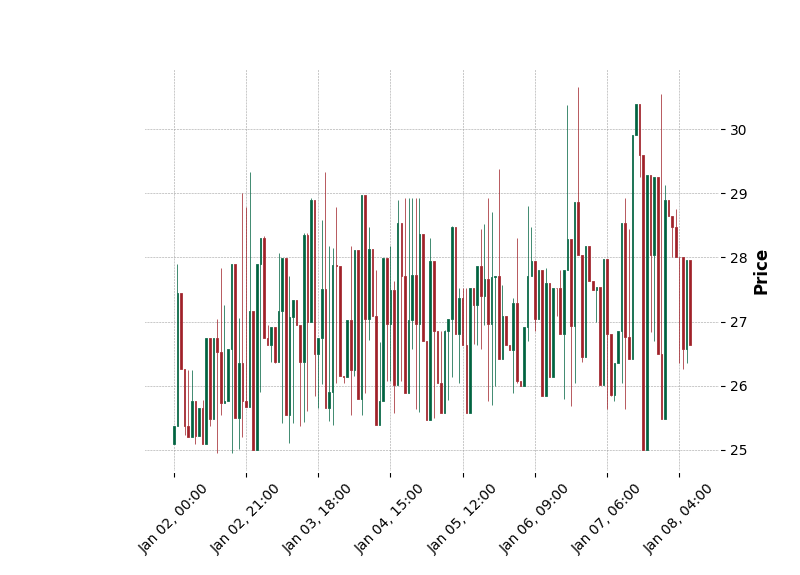 30
29
28
27
26
25
Price
Jan 02, 00:00
Jan 02, 21:00
Jan 03, 18:00
Jan 04, 15:00
Jan 05, 12:00
Jan 06, 09:00
Jan 07, 06:00
Jan 08, 04:00